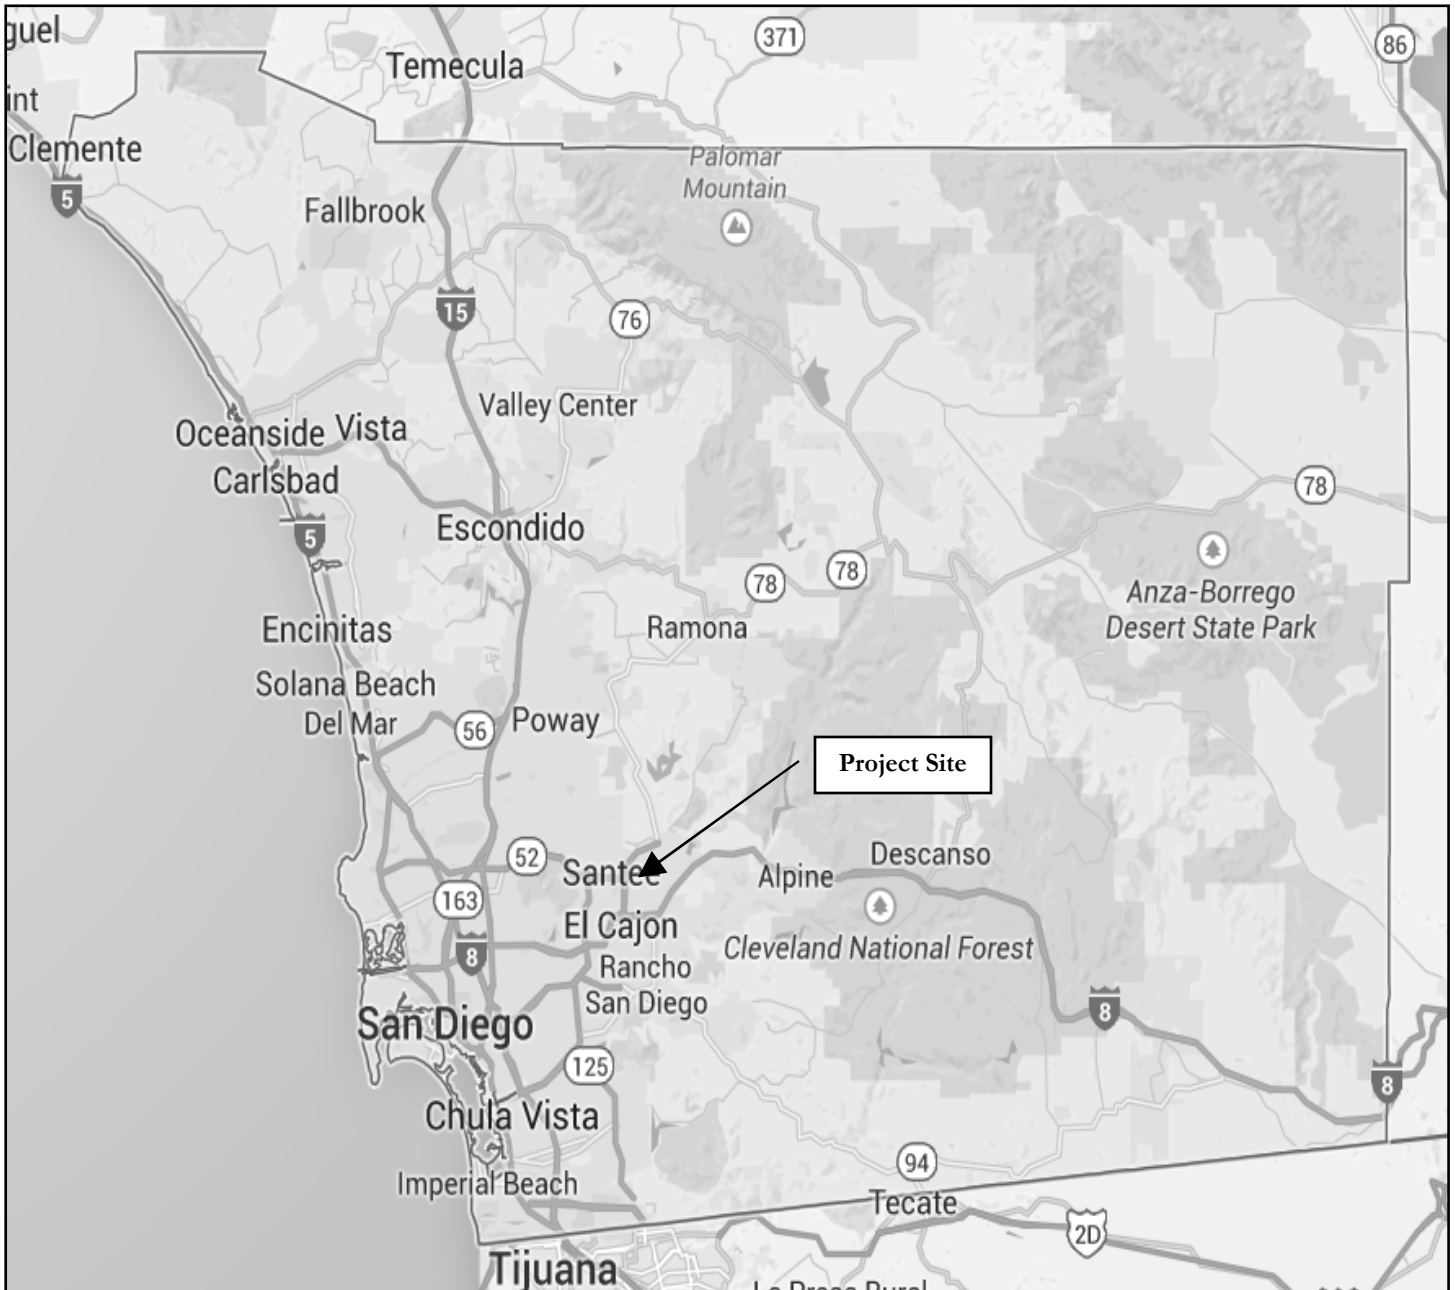 guel
371
86
Temecula
int
Clemente
Palomar
Mountain
5
Fallbrook
15
76
Valley Center
Oceanside
Vista
Carlsbad
78
5
Escondido
78
78
Anza-Borrego
Desert State Park
Encinitas
Ramona
Solana Beach
Del Mar
56
Poway
Project Site
52
Santee
Alpine
Descanso
163
El Cajon
Cleveland National Forest
8
Rancho
San Diego
8
San Diego
125
8
Chula Vista
94
Imperial Beach
Tecate
2D
Tijuana